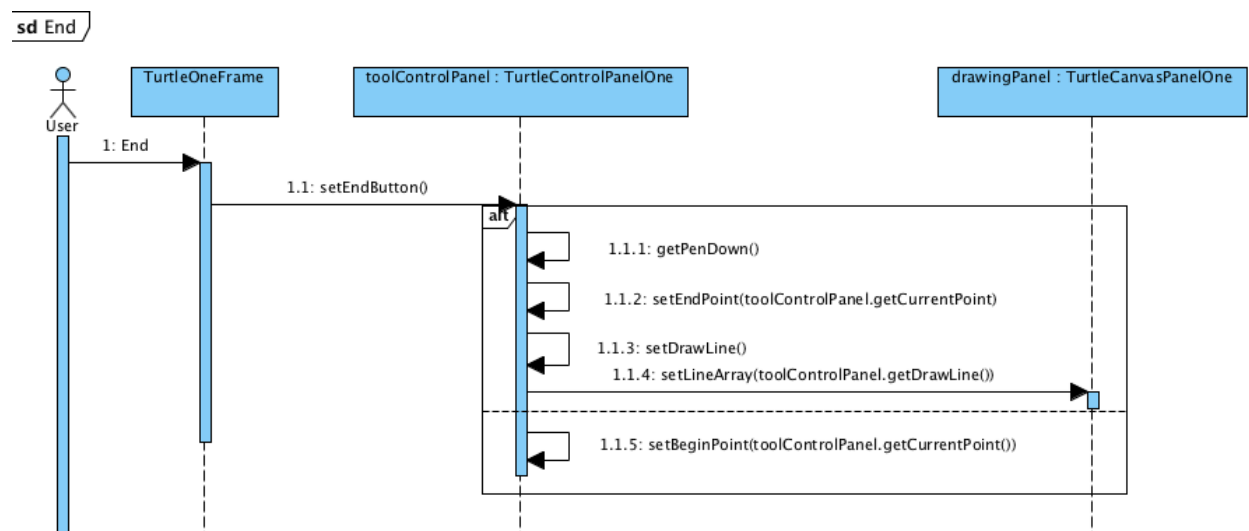 sd End
TurtleOneFrame
toolControlPanel : TurtleControlPanelOne
drawingPanel : TurtleCanvasPanelOne
User
1: End
1.1: setEndButton()
alt
1.1.1: getPenDown()
1.1.2: setEndPoint(toolControlPanel.getCurrentPoint)
1.1.3: setDrawLine()
1.1.4: setLineArray(toolControlPanel.getDrawLine())
1.1.5: setBeginPoint(toolControlPanel.getCurrentPoint())